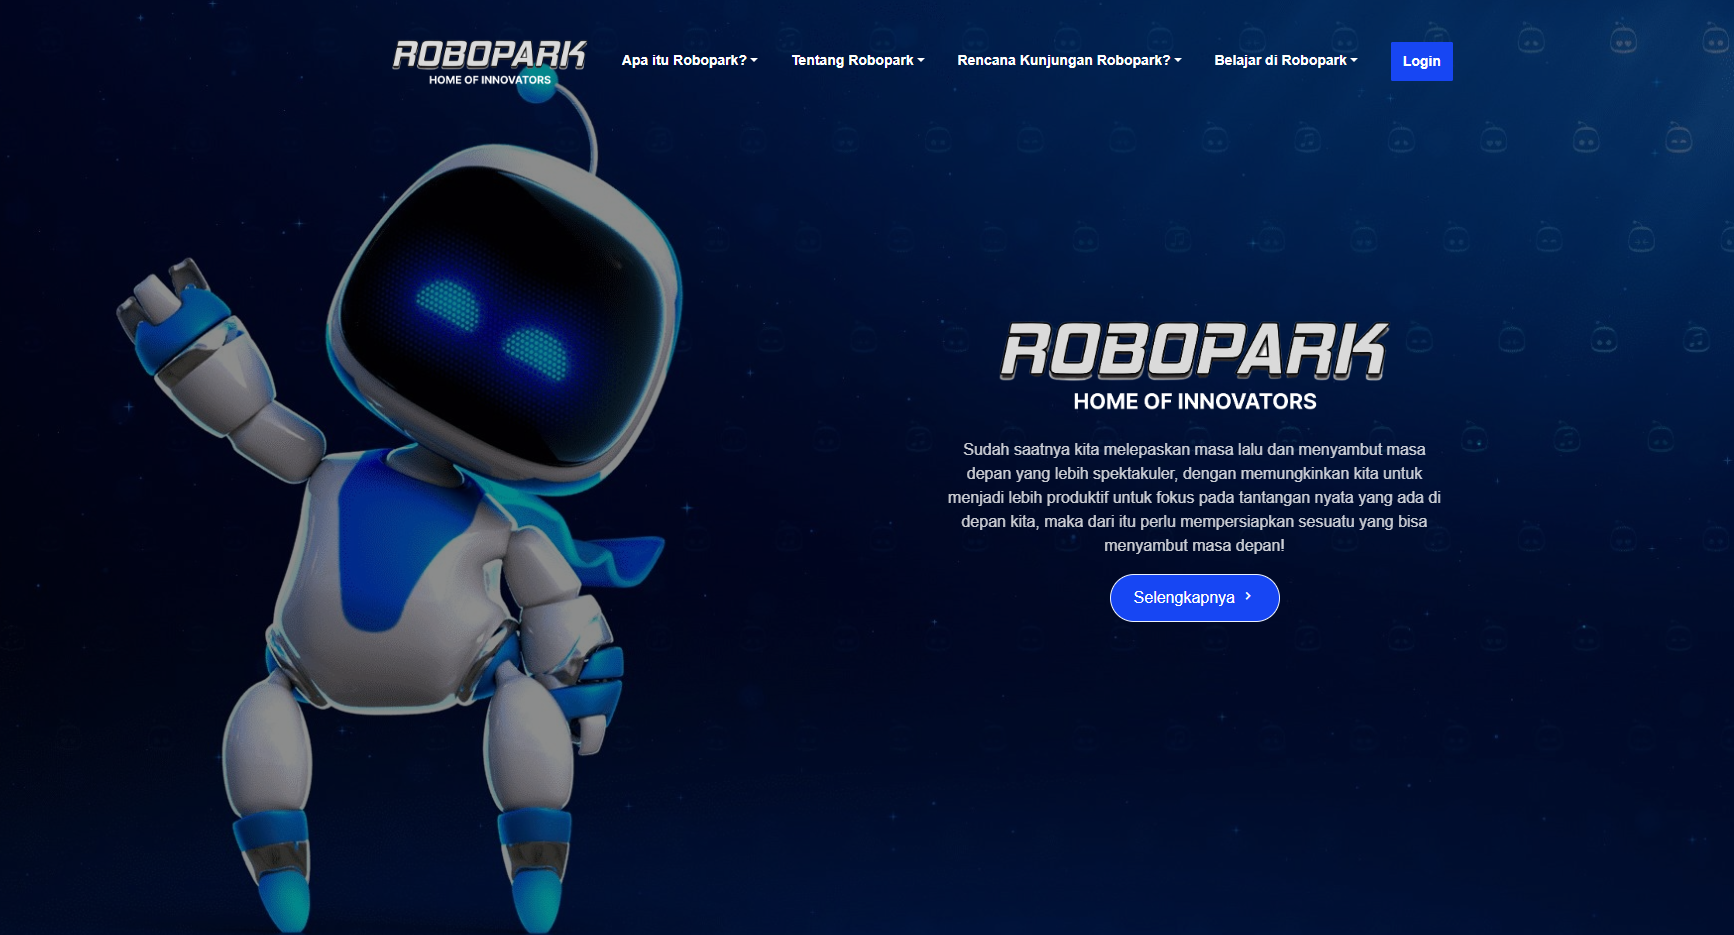 ROBOPARK
HOME OF INNOVATORS
Apa itu Robopark?
Tentang Robopark
Rencana Kunjungan Robopark?
Belajar di Robopark
Login
ROBOPARK
HOME OF INNOVATORS
Sudah saatnya kita melepaskan masa lalu dan menyambut masa
depan yang lebih spektakuler, dengan memungkinkan kita untuk
menjadi lebih produktif untuk fokus pada tantangan nyata yang ada di
depan kita, maka dari itu perlu mempersiapkan sesuatu yang bisa
menyambut masa depan!
Selengkapnya